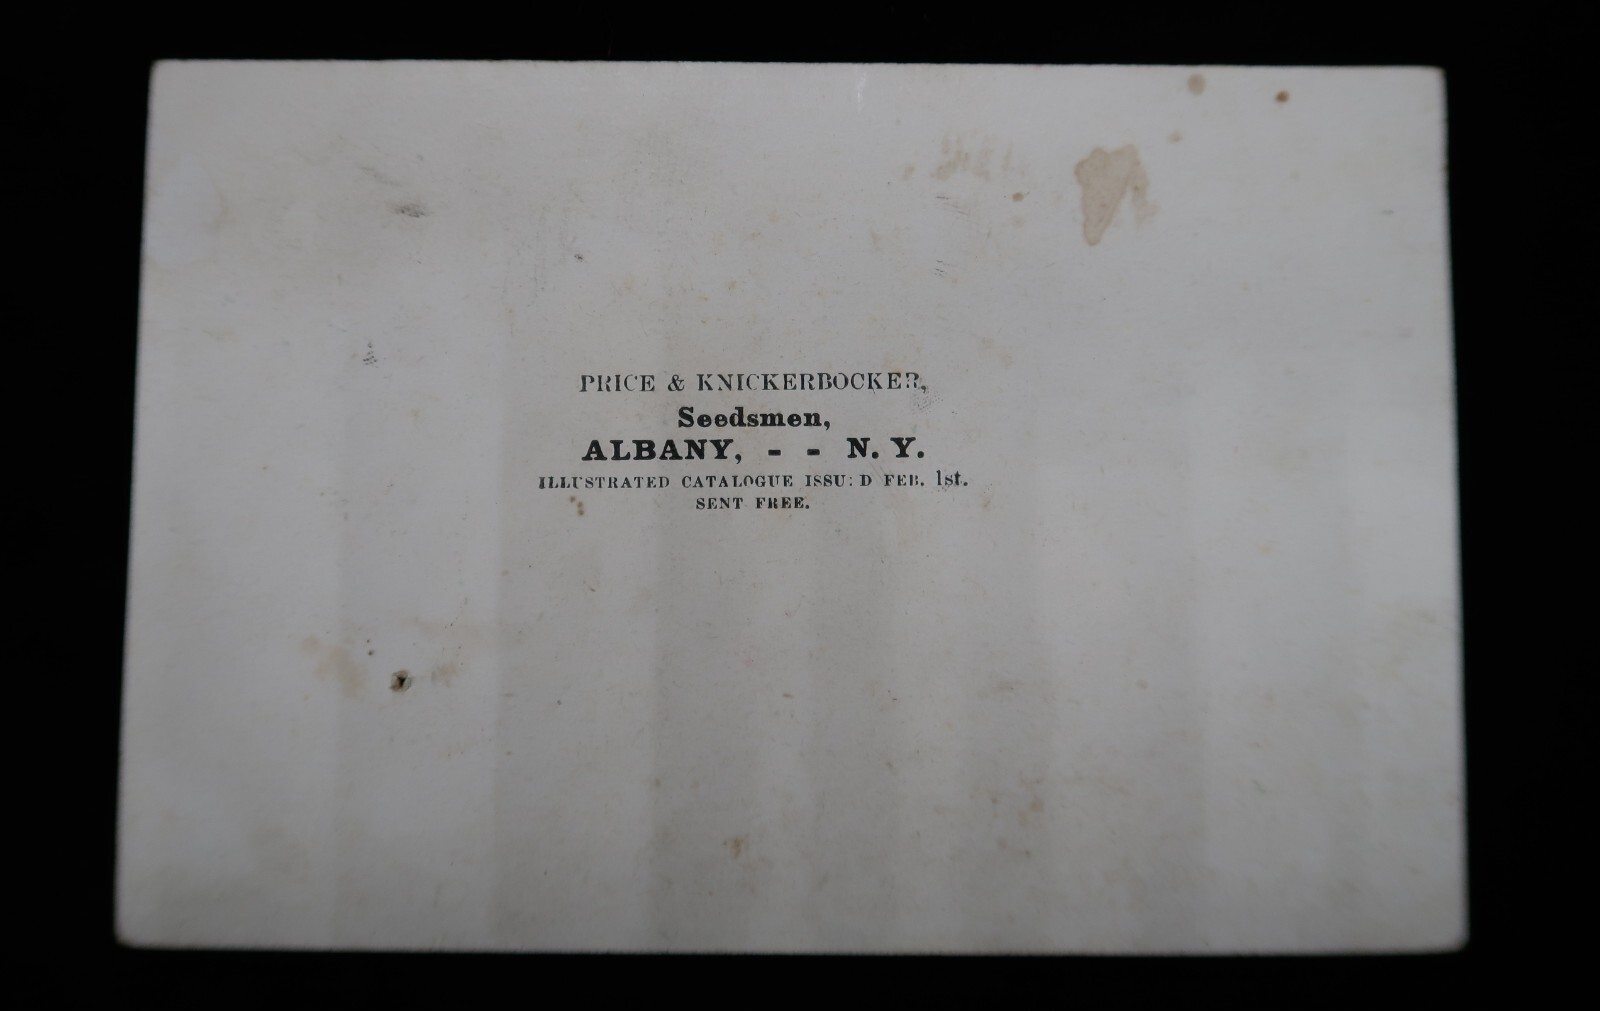 PRICE & KNICKERBOCKER,
Seedsmen,
ALBANY, - - N. Y.
ILLUSTRATED CATALOGUE ISSUED FEB. 1st.
SENT FREE.